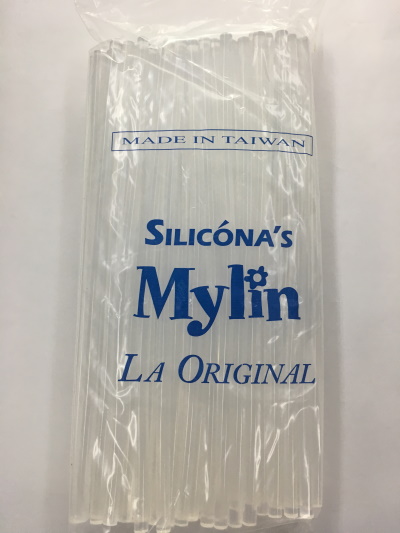 MADE IN TAIWAN
SILICÓNA'S
Mylin
LA ORIGINAL